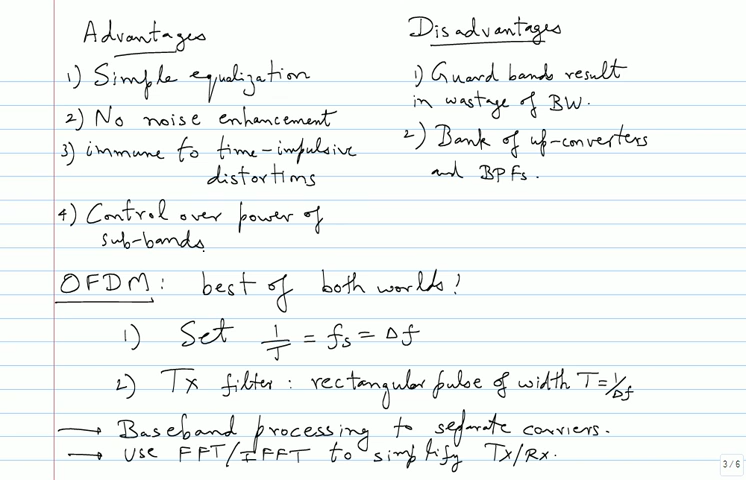 Advantages
1) Simple equalization
2) No noise enhancement
3) immune to time-impulsive
distortions
4) Control over power of
sub-bands.
Disadvantages
1) Guard bands result
in wastage of BW.
2) Bank of up-converters
and BPFs.
OFDM: best of both worlds!
1) Set 1/T = fs = Δf
2) Tx filter: rectangular pulse of width T = 1/Δf
→ Baseband processing to separate carriers.
→ Use FFT/IFFT to simplify Tx/Rx.
3/6